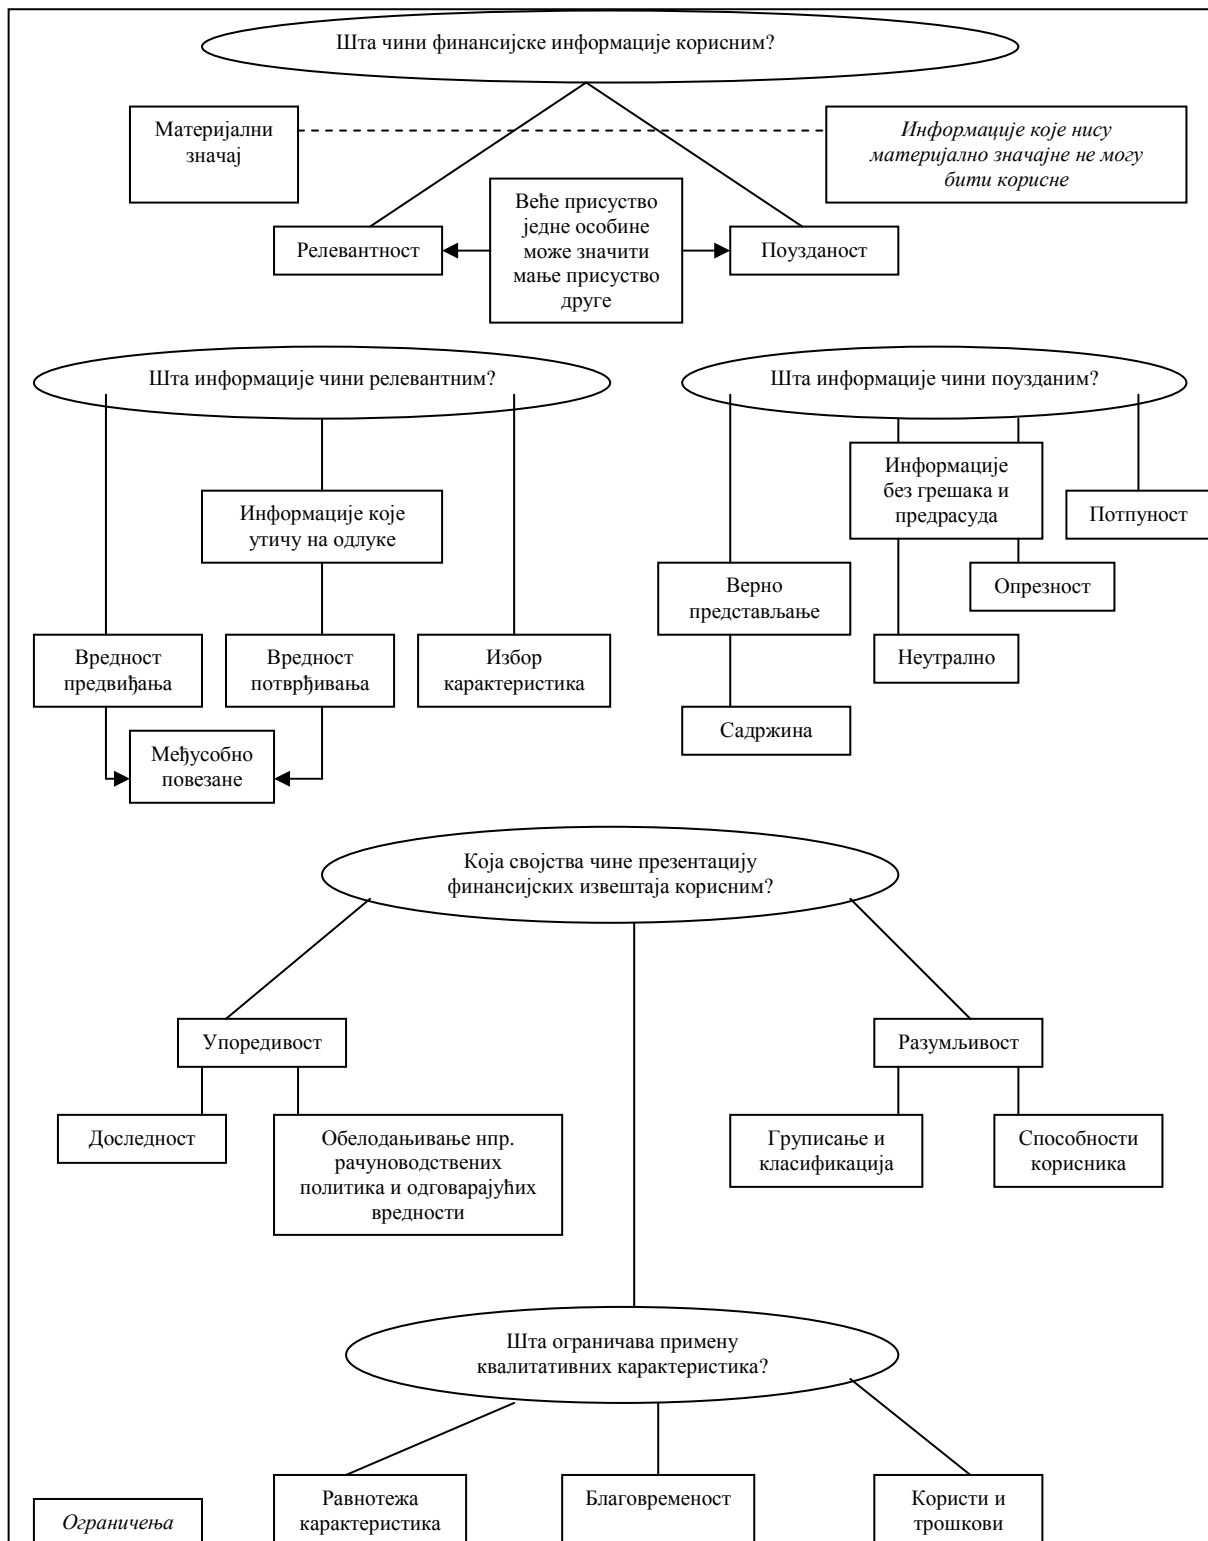 Шта чини финансијске информације корисним?
Материјални
значај
Информације које нису
материјално значајне не могу
бити корисне
Веће присуство
једне особине
може значити
мање присуство
друге
Релевантност
Поузданост
Шта информације чини релевантним?
Шта информације чини поузданим?
Информације које
утичу на одлуке
Информације
без грешака и
предрасуда
Потпуност
Верно
представљање
Опрезност
Вредност
предвиђања
Вредност
потврђивања
Избор
карактеристика
Неутрално
Садржина
Међусобно
повезане
Која својства чине презентацију
финансијских извештаја корисним?
Упоредивост
Разумљивост
Доследност
Обелодањивање нпр.
рачуноводствених
политика и одговарајућих
вредности
Груписање и
класификација
Способности
корисника
Шта ограничава примену
квалитативних карактеристика?
Ограничења
Равнотежа
карактеристика
Благовременост
Користи и
трошкови